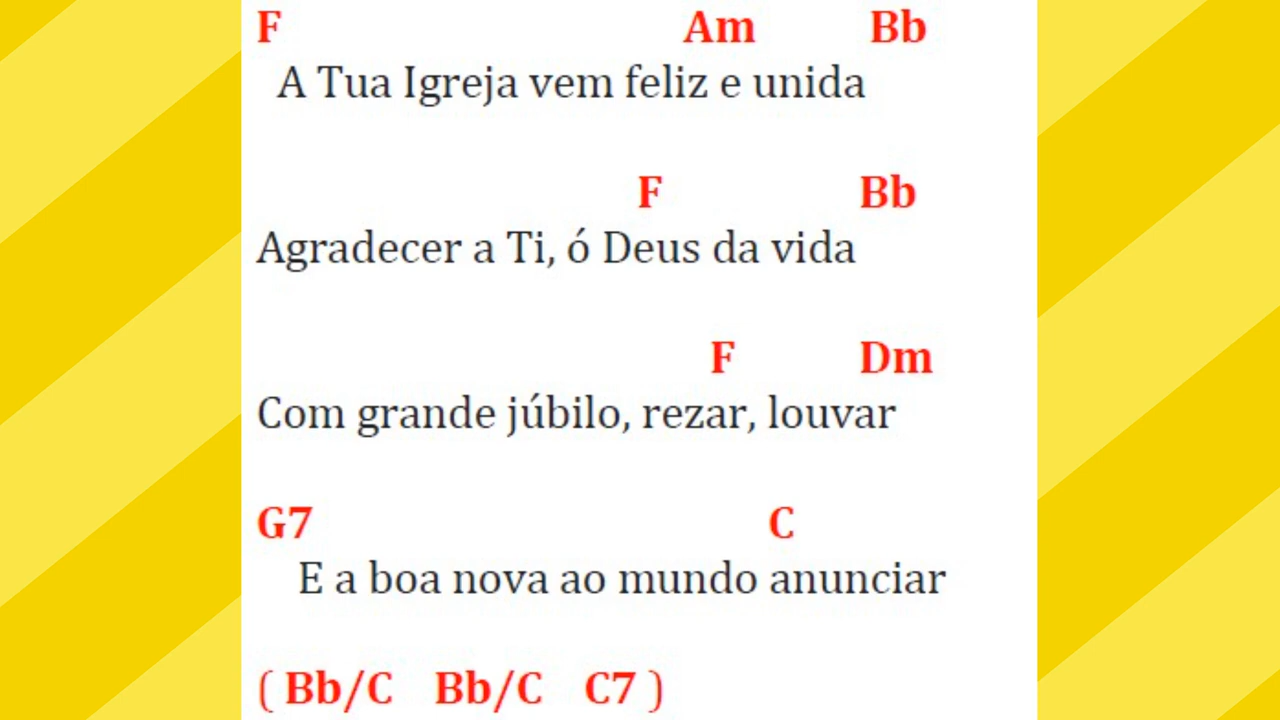 F Am Bb
A Tua Igreja vem feliz e unida
F Bb
Agradecer a Ti, ó Deus da vida
F Dm
Com grande júbilo, rezar, louvar
G7 C
E a boa nova ao mundo anunciar
( Bb/C Bb/C C7 )